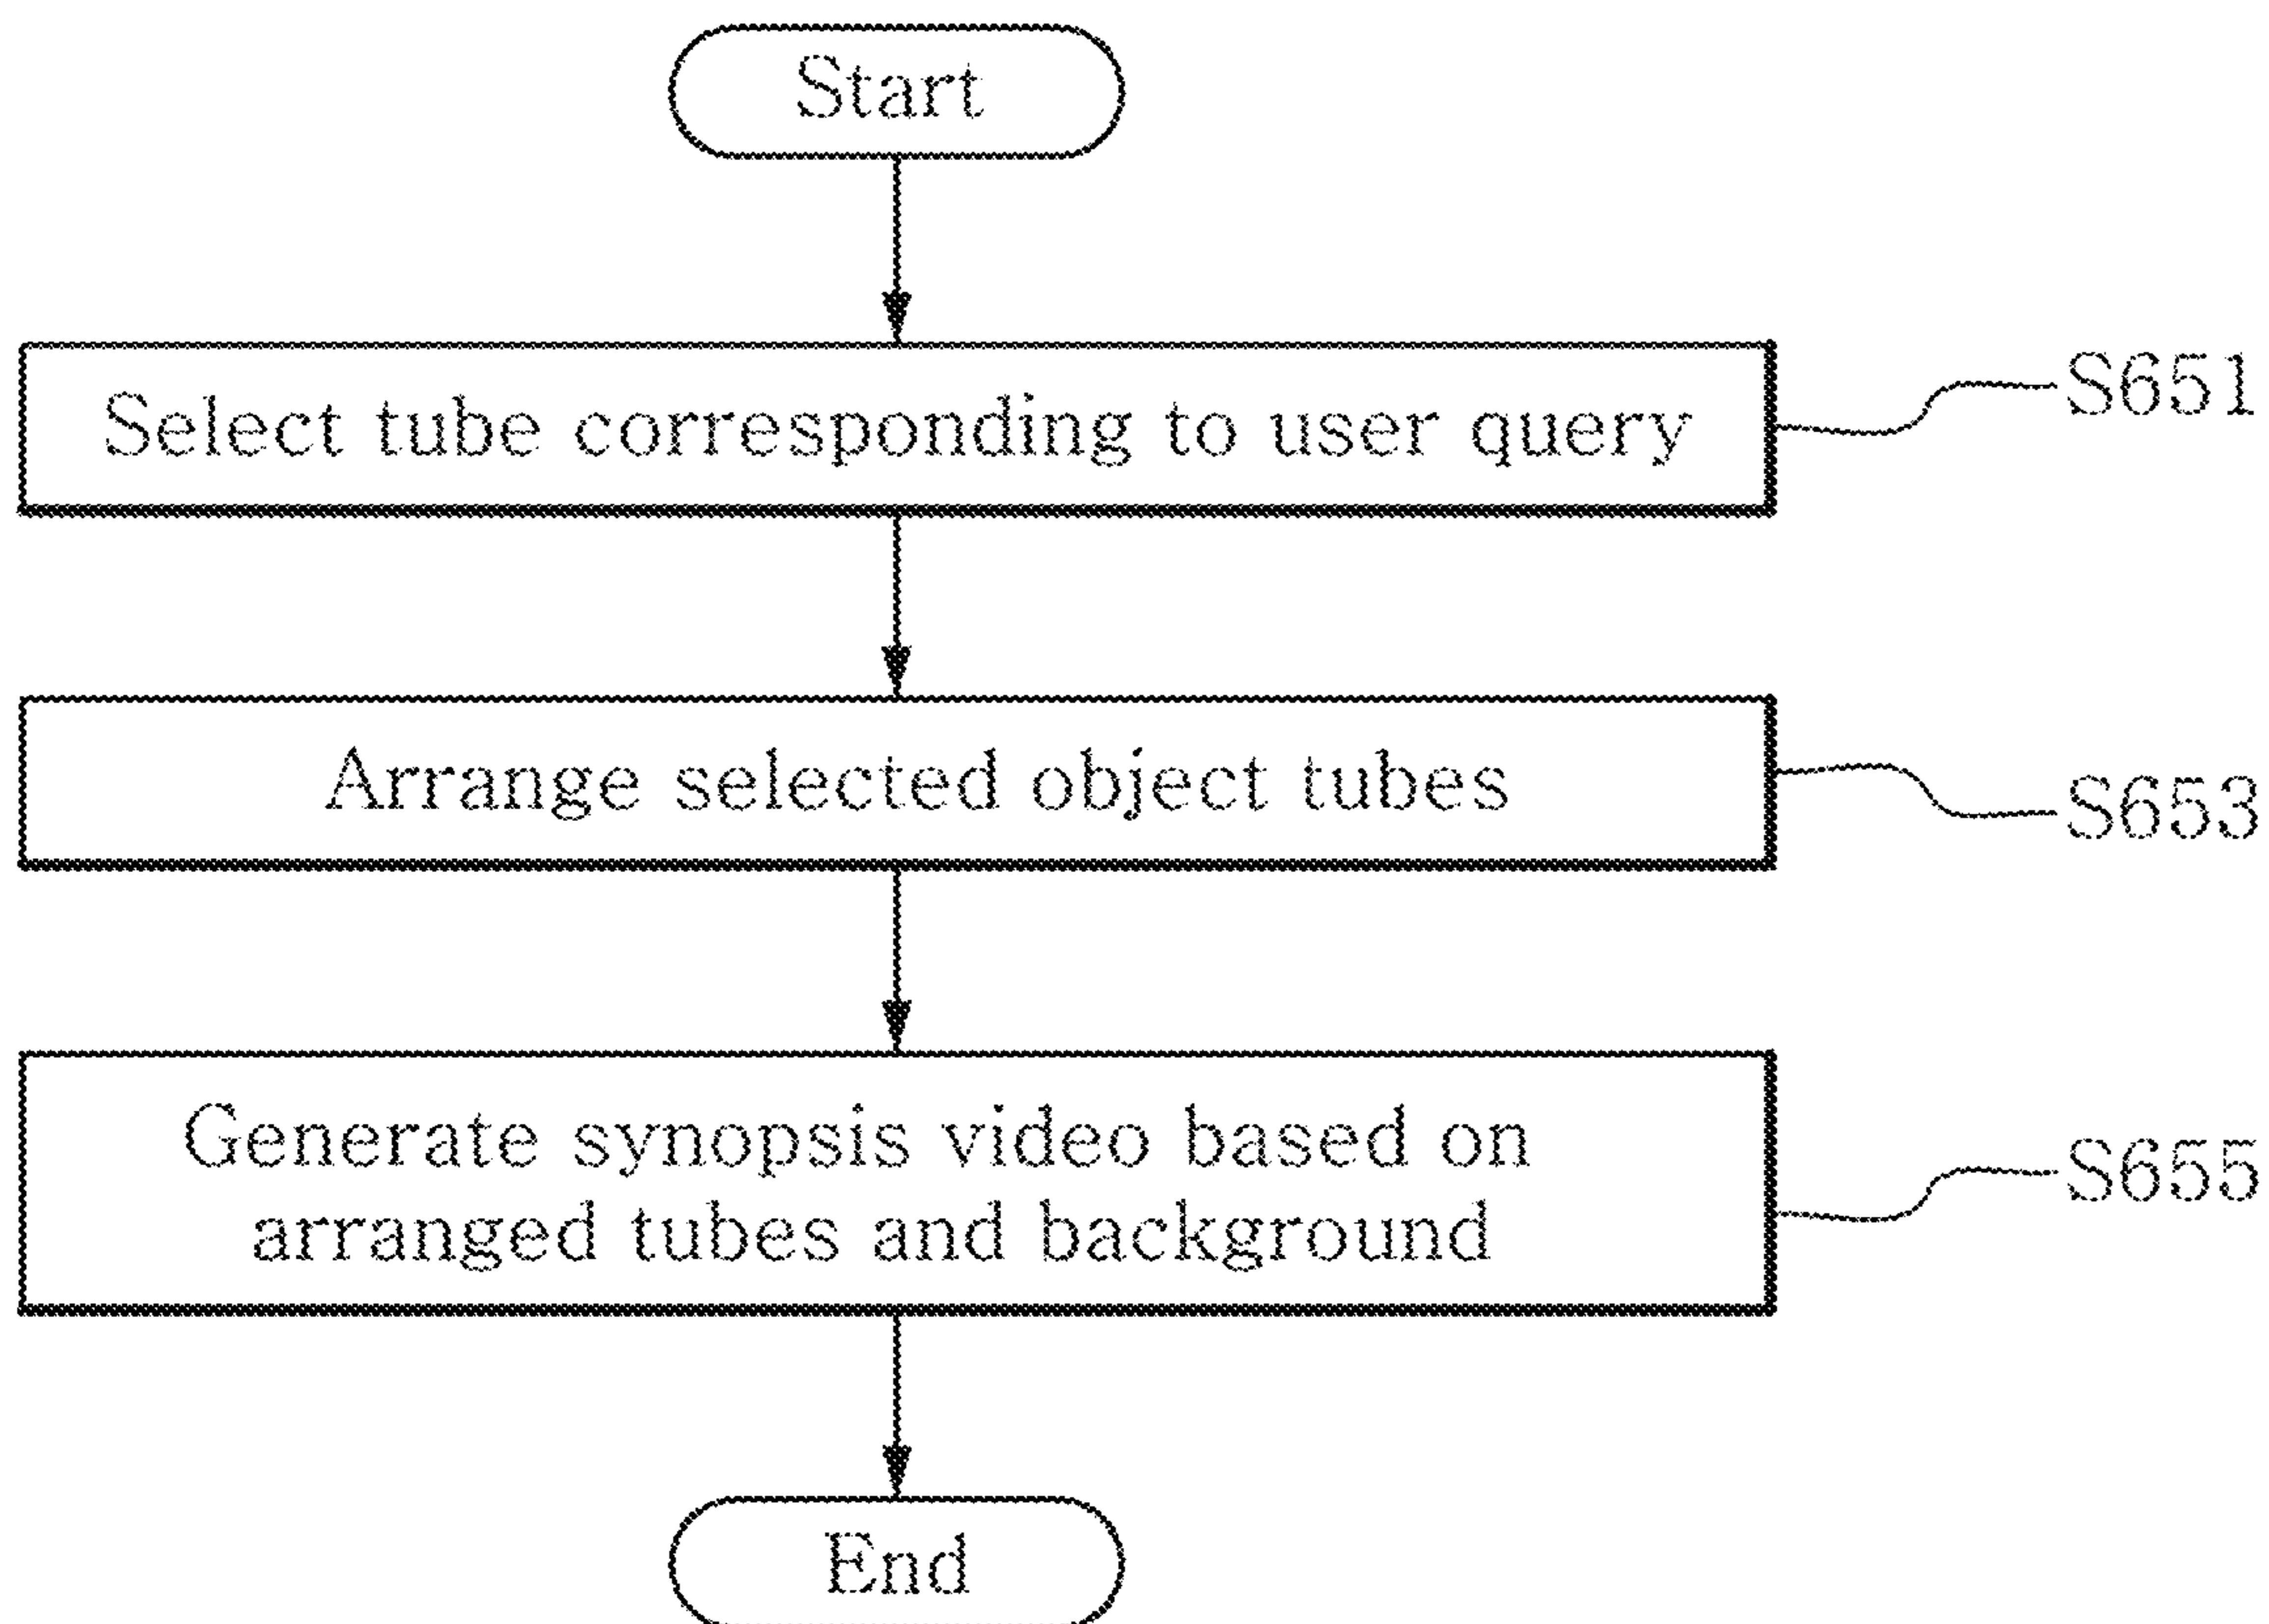 Start
Select tube corresponding to user query
S651
Arrange selected object tubes
S653
Generate synopsis video based on
arranged tubes and background
S655
End